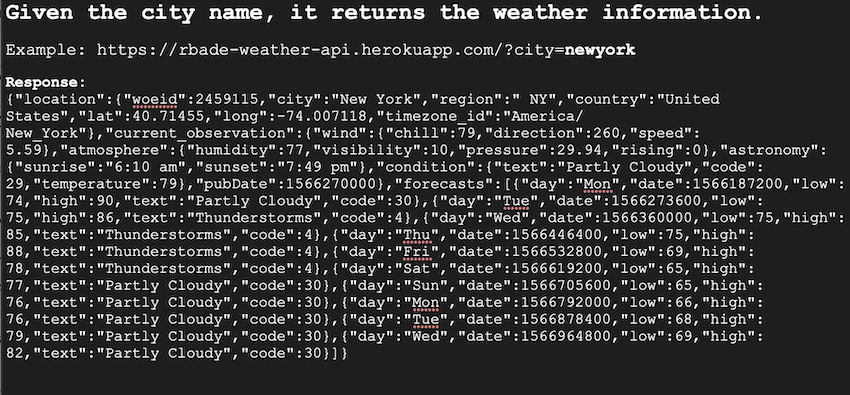 Given the city name, it returns the weather information.
Example: https://rbade-weather-api.herokuapp.com/?city=newyork
Response:
{"location":{"woeid":2459115,"city":"New York","region":" NY","country":"United
States","lat":40.71455,"long":-74.007118,"timezone_id":"America/
New_York"},"current_observation":{"wind":{"chill":79,"direction":260,"speed":
5.59},"atmosphere":{"humidity":77,"visibility":10,"pressure":29.94,"rising":0},"astronomy":
{"sunrise":"6:10 am","sunset":"7:49 pm"},"condition":{"text":"Partly Cloudy","code":
29,"temperature":79},"pubDate":1566270000},"forecasts":[{"day":"Mon","date":1566187200,"low":
74,"high":90,"text":"Partly Cloudy","code":30},{"day":"Tue","date":1566273600,"low":
75,"high":86,"text":"Thunderstorms","code":4},{"day":"Wed","date":1566360000,"low":75,"high":
85,"text":"Thunderstorms","code":4},{"day":"Thu","date":1566446400,"low":75,"high":
88,"text":"Thunderstorms","code":4},{"day":"Fri","date":1566532800,"low":69,"high":
78,"text":"Thunderstorms","code":4},{"day":"Sat","date":1566619200,"low":65,"high":
77,"text":"Partly Cloudy","code":30},{"day":"Sun","date":1566705600,"low":65,"high":
76,"text":"Partly Cloudy","code":30},{"day":"Mon","date":1566792000,"low":66,"high":
76,"text":"Partly Cloudy","code":30},{"day":"Tue","date":1566878400,"low":68,"high":
79,"text":"Partly Cloudy","code":30},{"day":"Wed","date":1566964800,"low":69,"high":
82,"text":"Partly Cloudy","code":30}]}